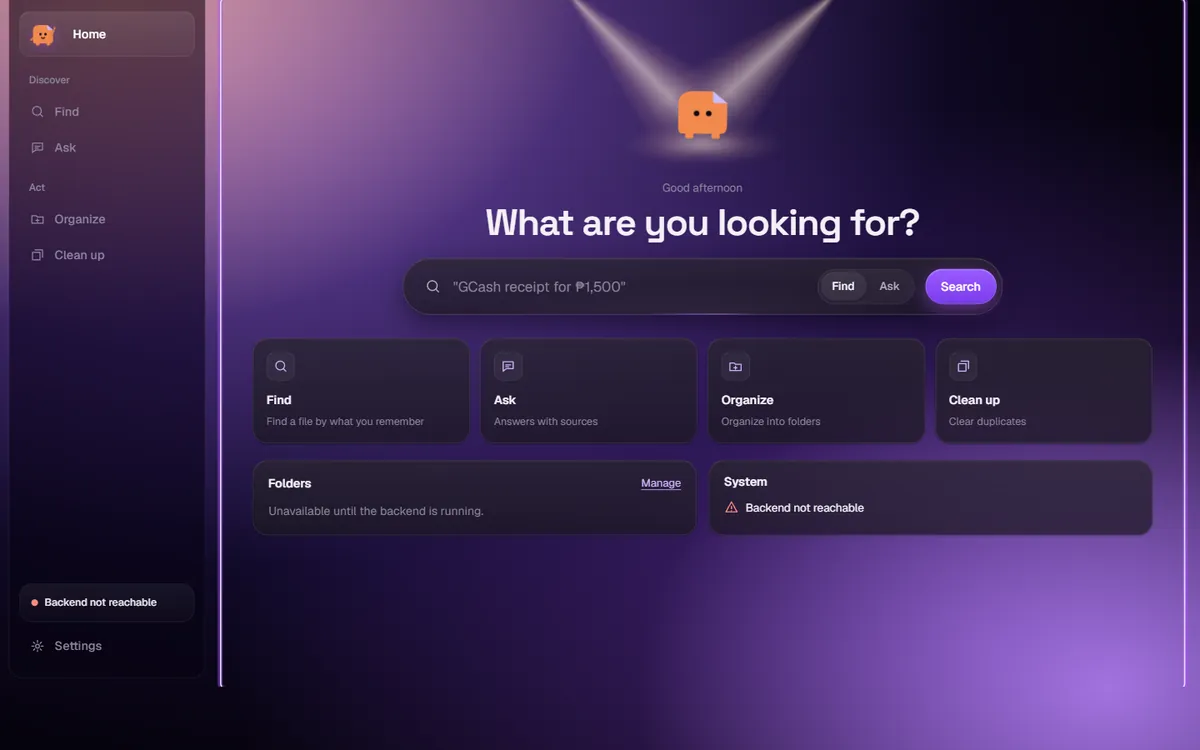 Home
Discover
Find
Ask
Act
Organize
Clean up
Backend not reachable
Settings
Good afternoon
What are you looking for?
"GCash receipt for ₱1,500"
Find
Ask
Search
Find
Find a file by what you remember
Ask
Answers with sources
Organize
Organize into folders
Clean up
Clear duplicates
Folders
Manage
Unavailable until the backend is running.
System
Backend not reachable